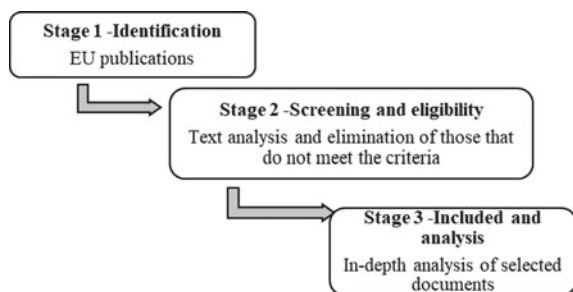 Stage 1 -Identification
EU publications
Stage 2 -Screening and eligibility
Text analysis and elimination of those that
do not meet the criteria
Stage 3 -Included and
analysis
In-depth analysis of selected
documents